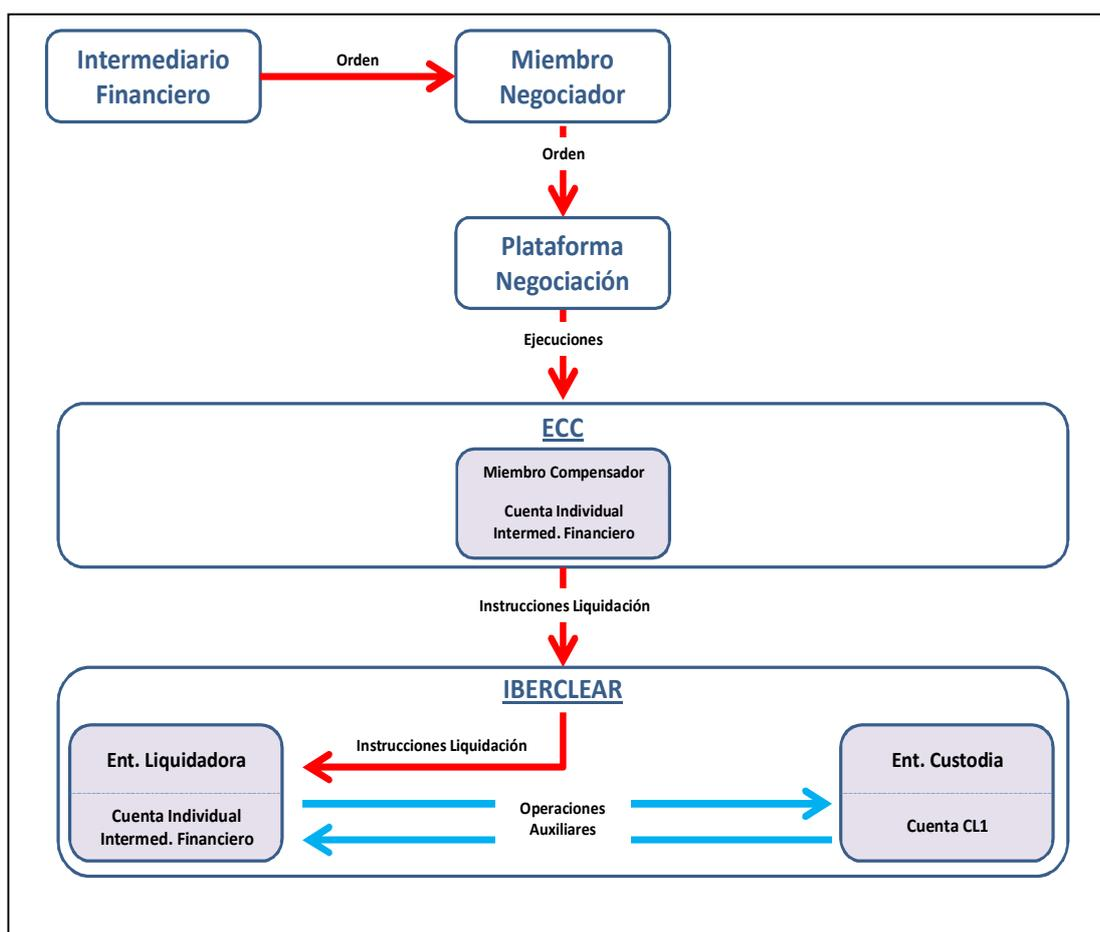 Intermediario
Financiero
Orden
Miembro
Negociador
Orden
Plataforma
Negociación
Ejecuciones
ECC
Miembro Compensador
Cuenta Individual
Intermed. Financiero
Instrucciones Liquidación
IBERCLEAR
Ent. Liquidadora
Cuenta Individual
Intermed. Financiero
Instrucciones Liquidación
Operaciones
Auxiliares
Ent. Custodia
Cuenta CL1